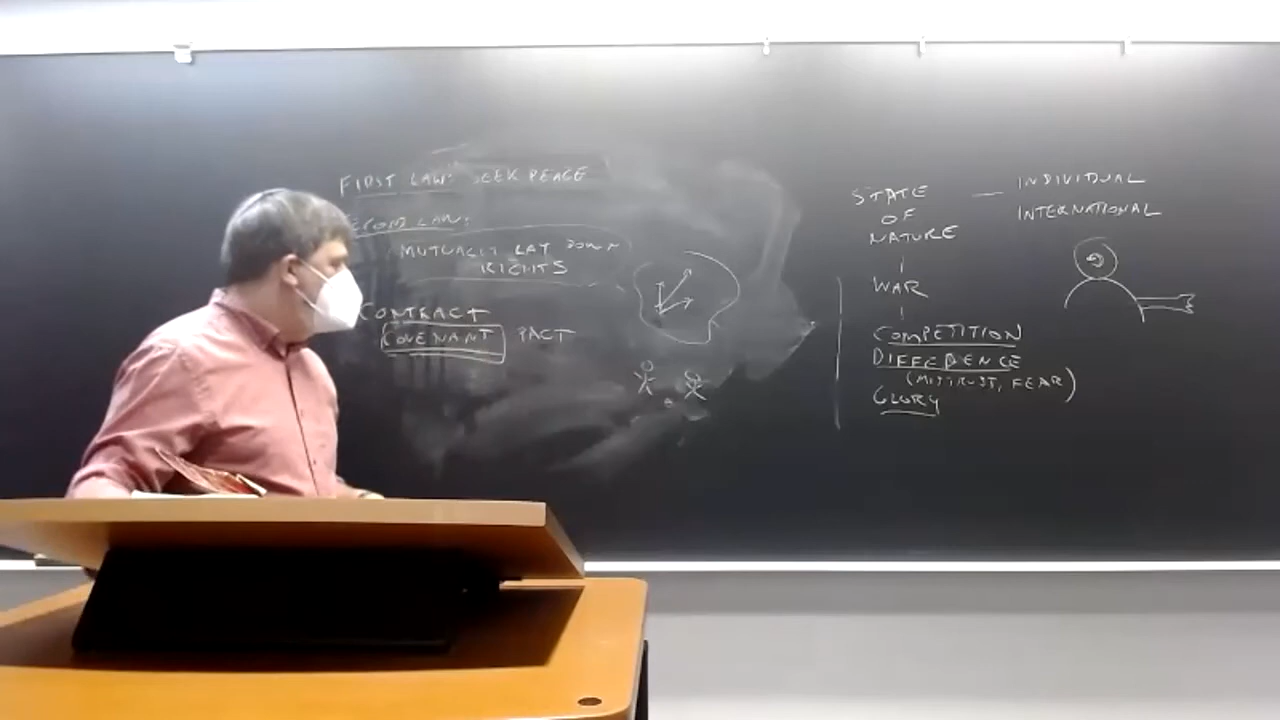 FIRST LAW: SEEK PEACE
SECOND LAW:
MUTUALLY LAY DOWN
RIGHTS
CONTRACT
COVENANT PACT
STATE — INDIVIDUAL
OF INTERNATIONAL
NATURE
WAR
COMPETITION
DIFFERENCE
(MISTRUST, FEAR)
GLORY